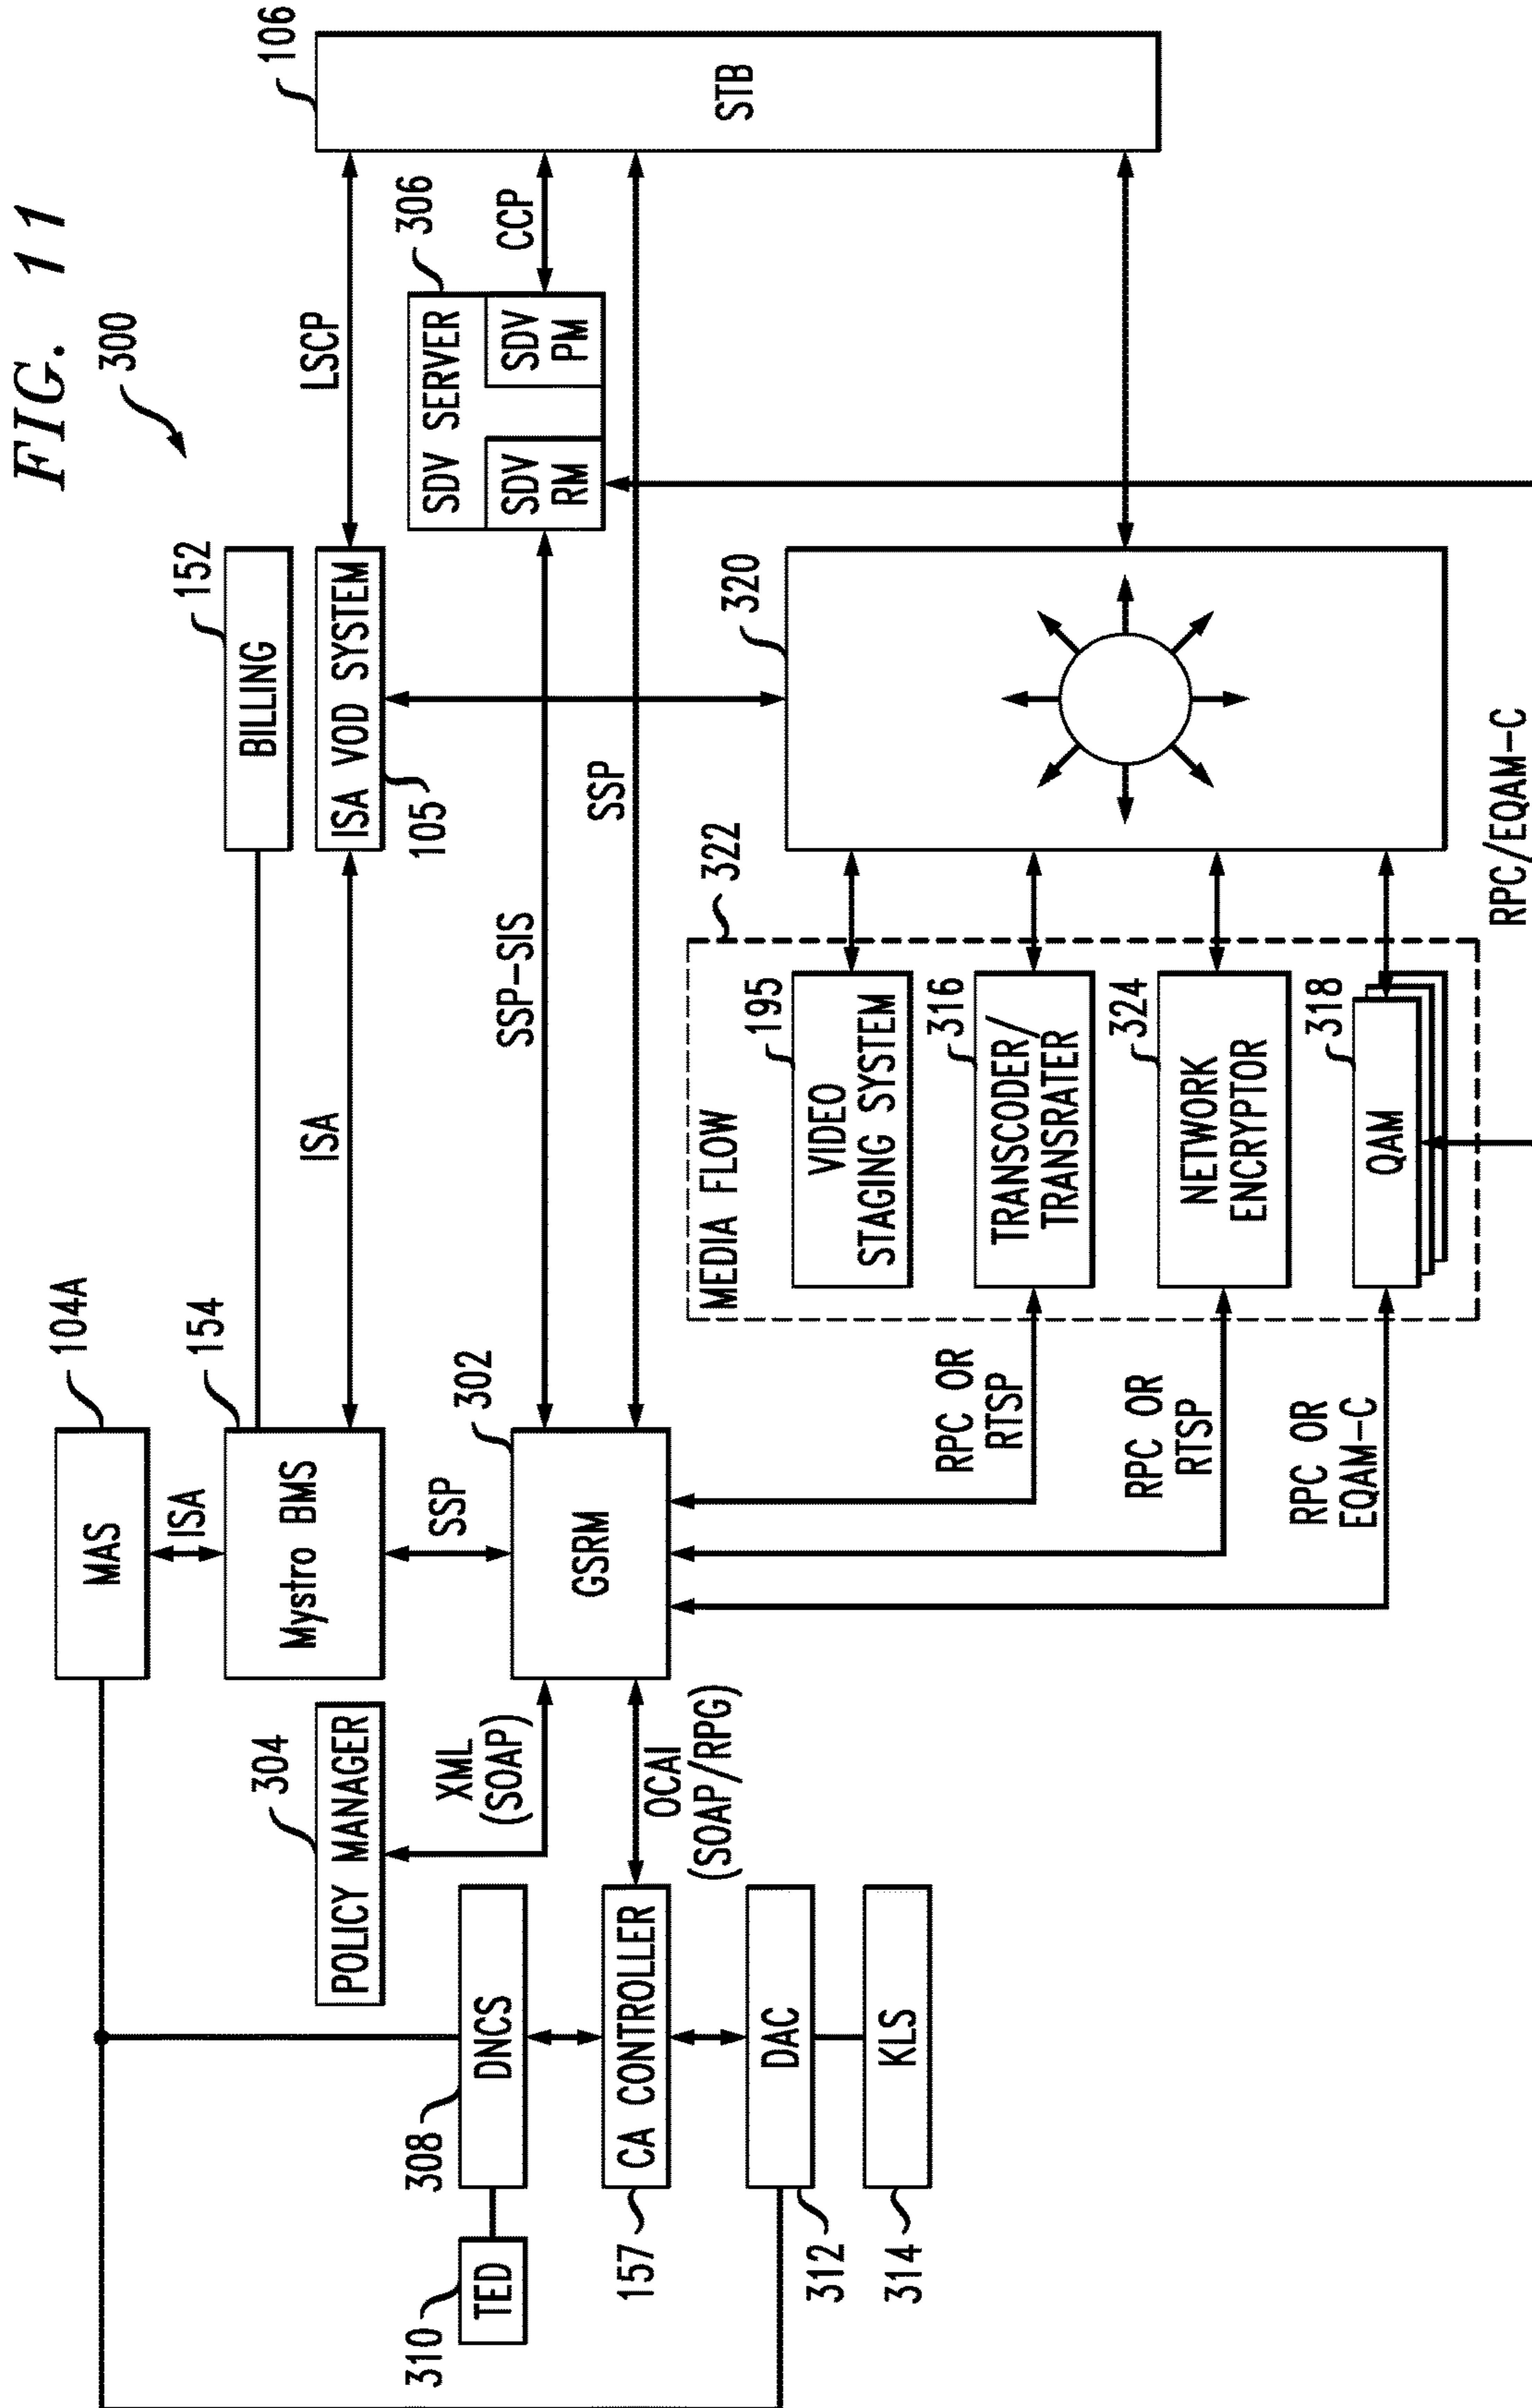 FIG. 11
300
104A
MAS
ISA
154
Mystro BMS
152
BILLING
ISA
ISA VOD SYSTEM
105
LSCP
106
STB
304
POLICY MANAGER
XML
(SOAP)
SSP
302
GSRM
SSP-SIS
SSP
306
SDV SERVER
SDV
RM
SDV
PM
CCP
310
TED
308
DNCS
157
CA CONTROLLER
OCAI
(SOAP/RPG)
312
DAC
314
KLS
322
MEDIA FLOW
195
VIDEO
STAGING SYSTEM
RPC OR
RTSP
316
TRANSCODER/
TRANSRATER
RPC OR
RTSP
324
NETWORK
ENCRYPTOR
RPC OR
EQAM-C
318
QAM
320
RPC/EQAM-C